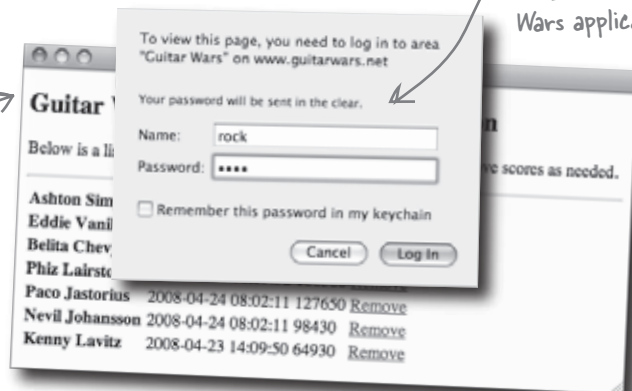 Wars applic
To view this page, you need to log in to area
"Guitar Wars" on www.guitarwars.net
Your password will be sent in the clear.
Name: rock
Password: ••••
Remember this password in my keychain
Cancel Log In
Guitar
Below is a
ve scores as needed.
Ashton Sim
Eddie Vani
Belita Chev
Phiz Lairsto
Paco Jastorius 2008-04-24 08:02:11 127650 Remove
Nevil Johansson 2008-04-24 08:02:11 98430 Remove
Kenny Lavitz 2008-04-23 14:09:50 64930 Remove